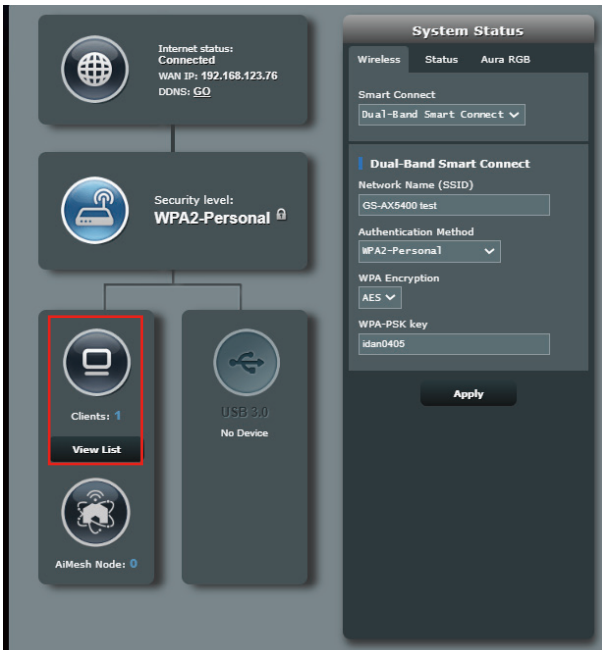 Internet status:
Connected
WAN IP: 192.168.123.76
DDNS: GO
Security level:
WPA2-Personal
Clients: 1
View List
AiMesh Node: 0
USB 3.0
No Device
System Status
Wireless Status Aura RGB
Smart Connect
Dual-Band Smart Connect
Dual-Band Smart Connect
Network Name (SSID)
GS-AX5400 test
Authentication Method
WPA2-Personal
WPA Encryption
AES
WPA-PSK key
idan0405
Apply